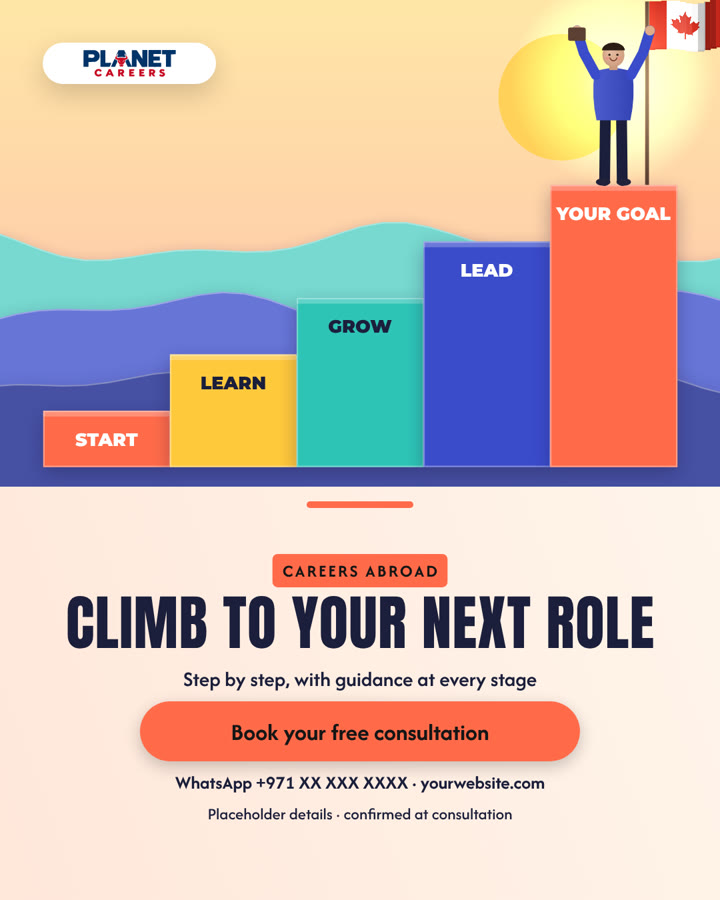 PLANET
CAREERS
YOUR GOAL
LEAD
GROW
LEARN
START
CAREERS ABROAD
CLIMB TO YOUR NEXT ROLE
Step by step, with guidance at every stage
Book your free consultation
WhatsApp +971 XX XXX XXXX · yourwebsite.com
Placeholder details · confirmed at consultation